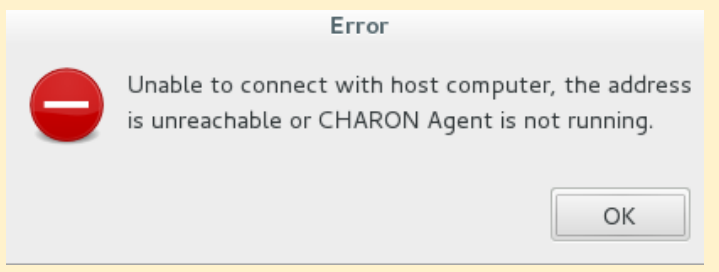 Error
Unable to connect with host computer, the address
is unreachable or CHARON Agent is not running.
OK